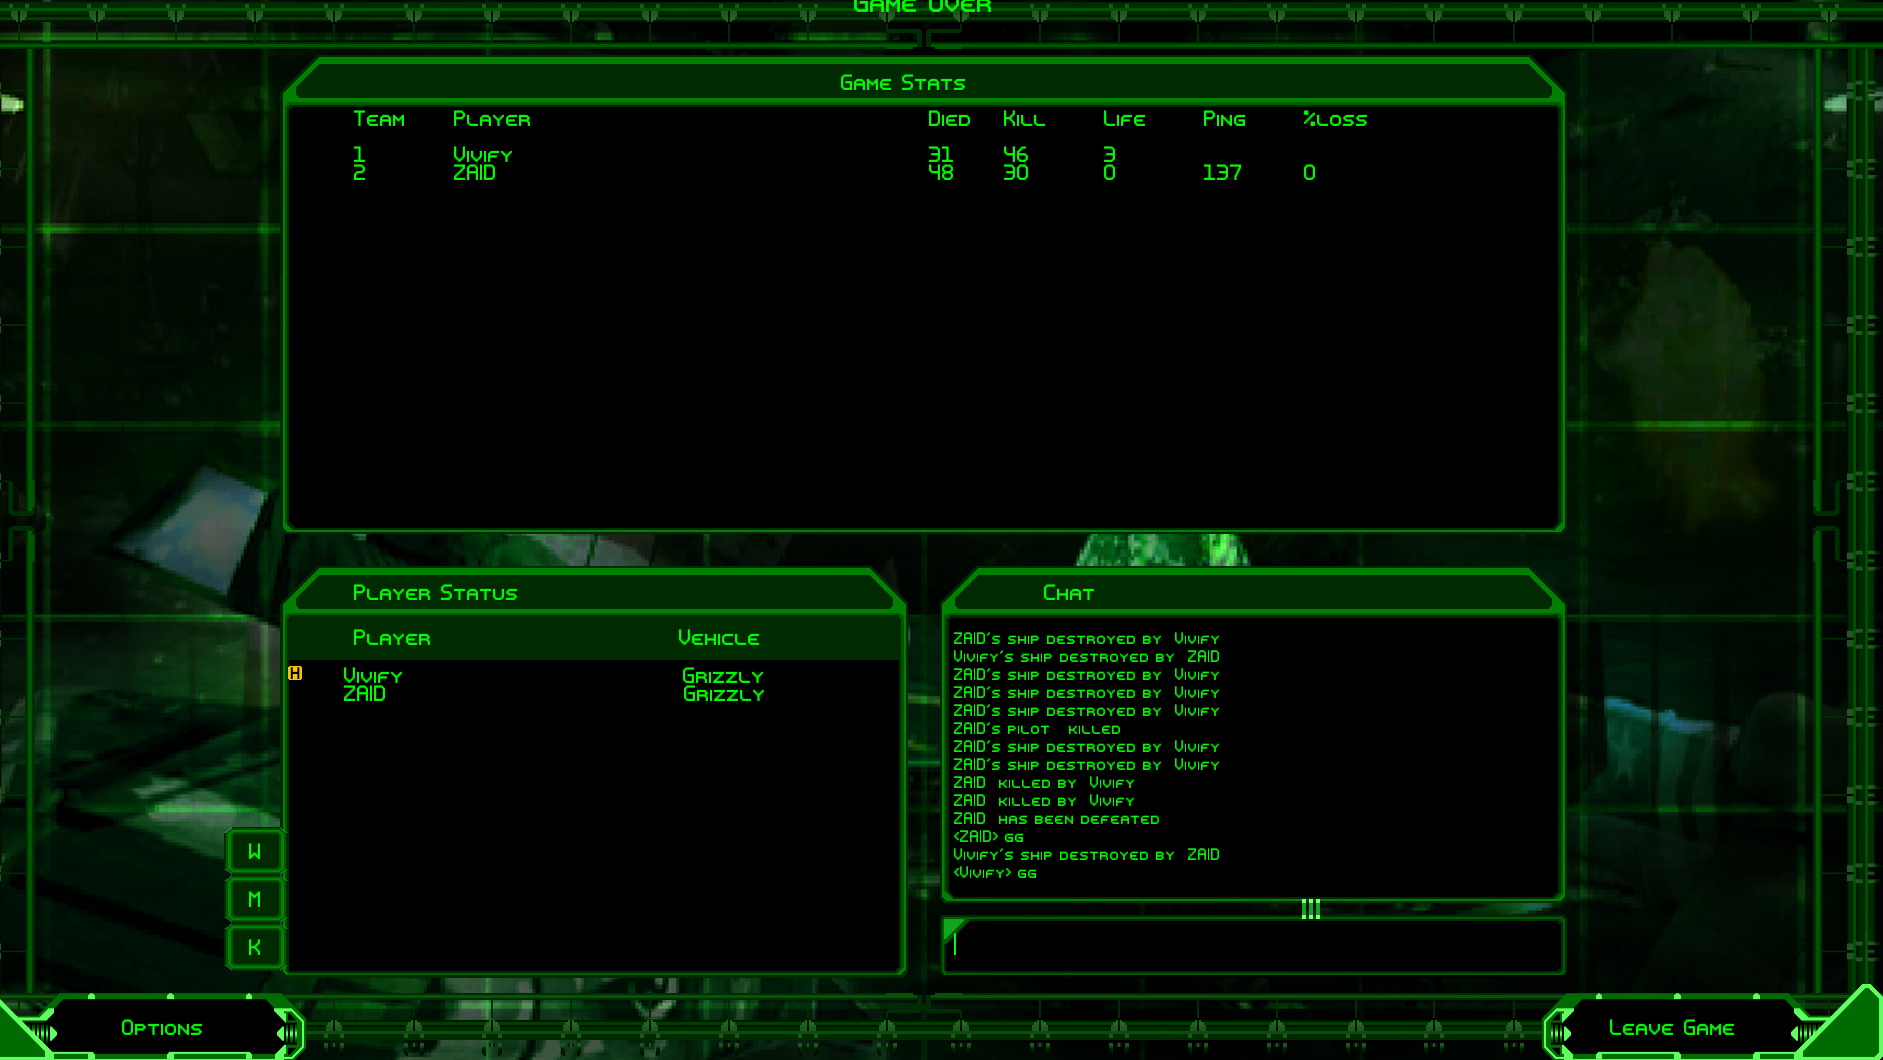 Game Over
Game Stats
Team Player Died Kill Life Ping %loss
1 Vivify 31 46 3
2 ZAID 48 30 0 137 0
Player Status
Player Vehicle
H Vivify Grizzly
ZAID Grizzly
W
M
K
Chat
ZAID's ship destroyed by Vivify
Vivify's ship destroyed by ZAID
ZAID's ship destroyed by Vivify
ZAID's ship destroyed by Vivify
ZAID's ship destroyed by Vivify
ZAID's pilot killed
ZAID's ship destroyed by Vivify
ZAID's ship destroyed by Vivify
ZAID killed by Vivify
ZAID killed by Vivify
ZAID has been defeated
<ZAID> gg
Vivify's ship destroyed by ZAID
<Vivify> gg
Options
Leave Game